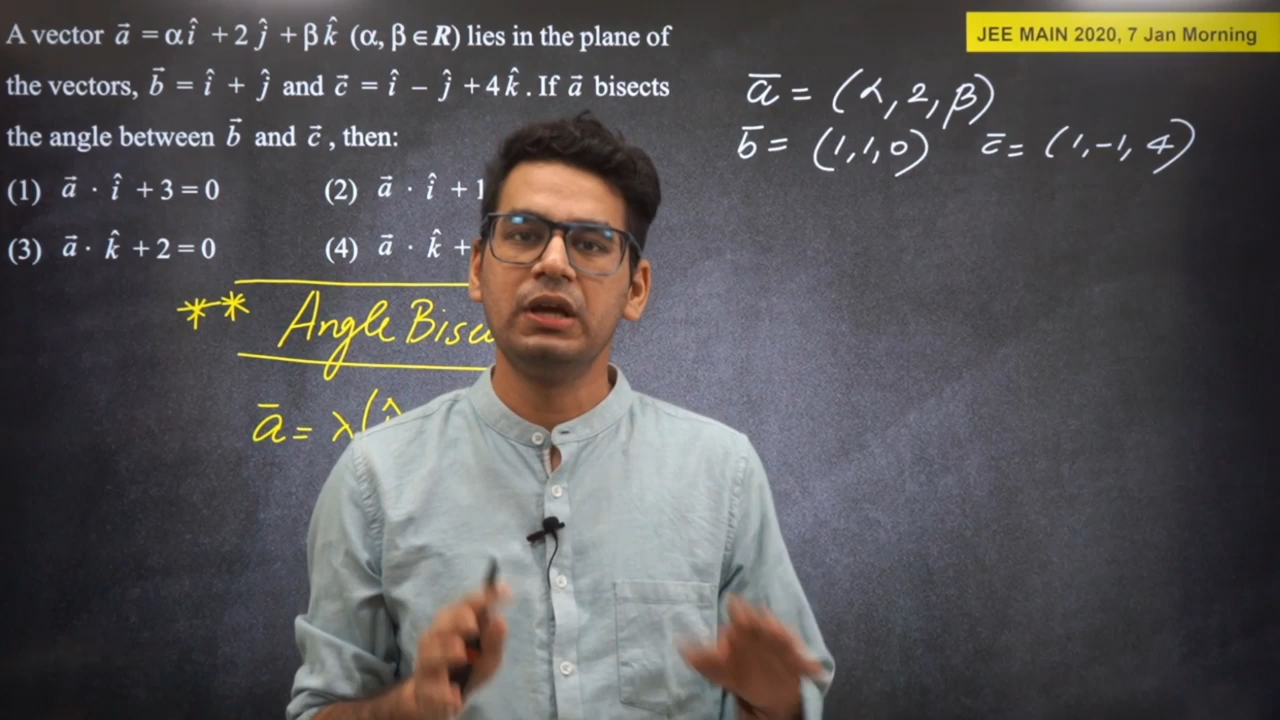 A vector a⃗ = αî + 2ĵ + βk̂ (α, β ∈ R) lies in the plane of
the vectors, b⃗ = î + ĵ and c⃗ = î − ĵ + 4k̂. If a⃗ bisects
the angle between b⃗ and c⃗, then:
(1) a⃗ · î + 3 = 0 (2) a⃗ · î + 1
(3) a⃗ · k̂ + 2 = 0 (4) a⃗ · k̂ +
JEE MAIN 2020, 7 Jan Morning
a̅ = (α, 2, β)
b̅ = (1, 1, 0) c̅ = (1, -1, 4)
** Angle
a̅ = λ(